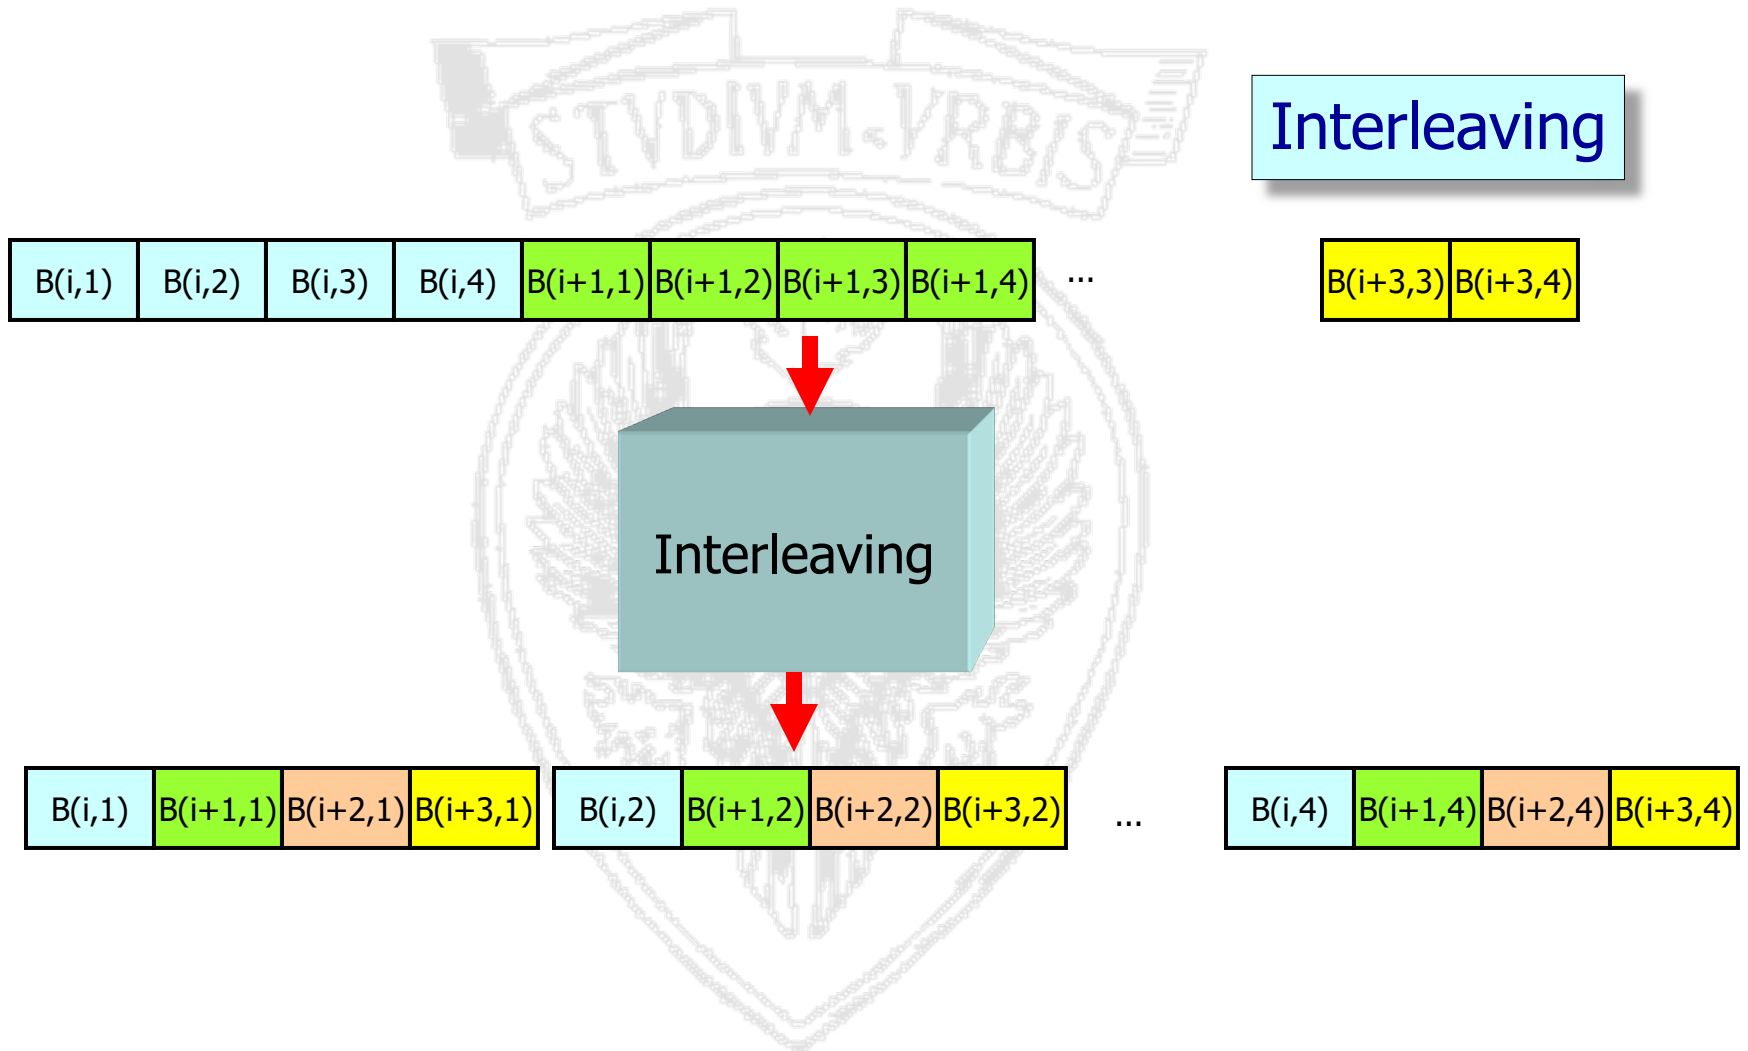 STVDIVM VRBIS
Interleaving
B(i,1) B(i,2) B(i,3) B(i,4) B(i+1,1) B(i+1,2) B(i+1,3) B(i+1,4) ... B(i+3,3) B(i+3,4)
Interleaving
B(i,1) B(i+1,1) B(i+2,1) B(i+3,1) B(i,2) B(i+1,2) B(i+2,2) B(i+3,2) ... B(i,4) B(i+1,4) B(i+2,4) B(i+3,4)